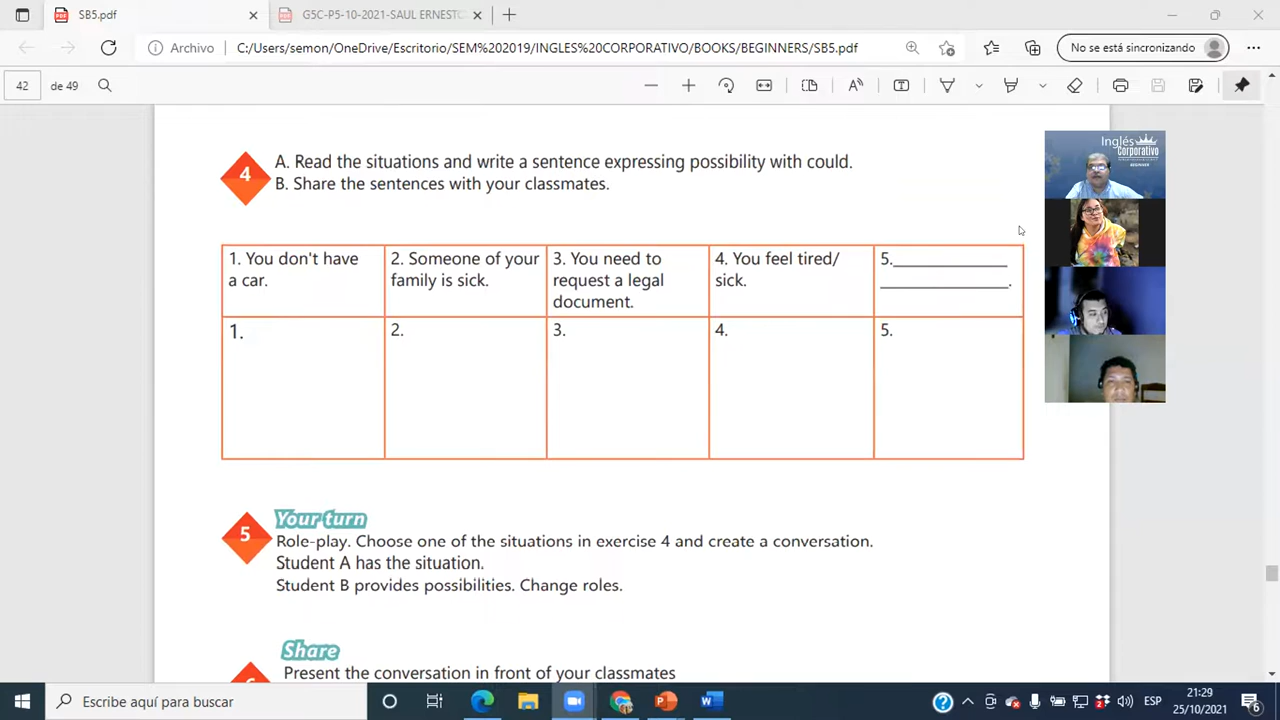 SB5.pdf
G5C-P5-10-2021-SAUL ERNESTO
Archivo
C:/Users/semon/OneDrive/Escritorio/SEM%202019/INGLES%20CORPORATIVO/BOOKS/BEGINNERS/SB5.pdf
No se está sincronizando
42
de 49
4
A. Read the situations and write a sentence expressing possibility with could.
B. Share the sentences with your classmates.
Inglés
Corporativo
BEGINNER
1. You don't have
a car.
2. Someone of your
family is sick.
3. You need to
request a legal
document.
4. You feel tired/
sick.
5.____________
______________.
1.
2.
3.
4.
5.
5
Your turn
Role-play. Choose one of the situations in exercise 4 and create a conversation.
Student A has the situation.
Student B provides possibilities. Change roles.
Share
Present the conversation in front of your classmates
Escribe aquí para buscar
ESP
21:29
25/10/2021
6